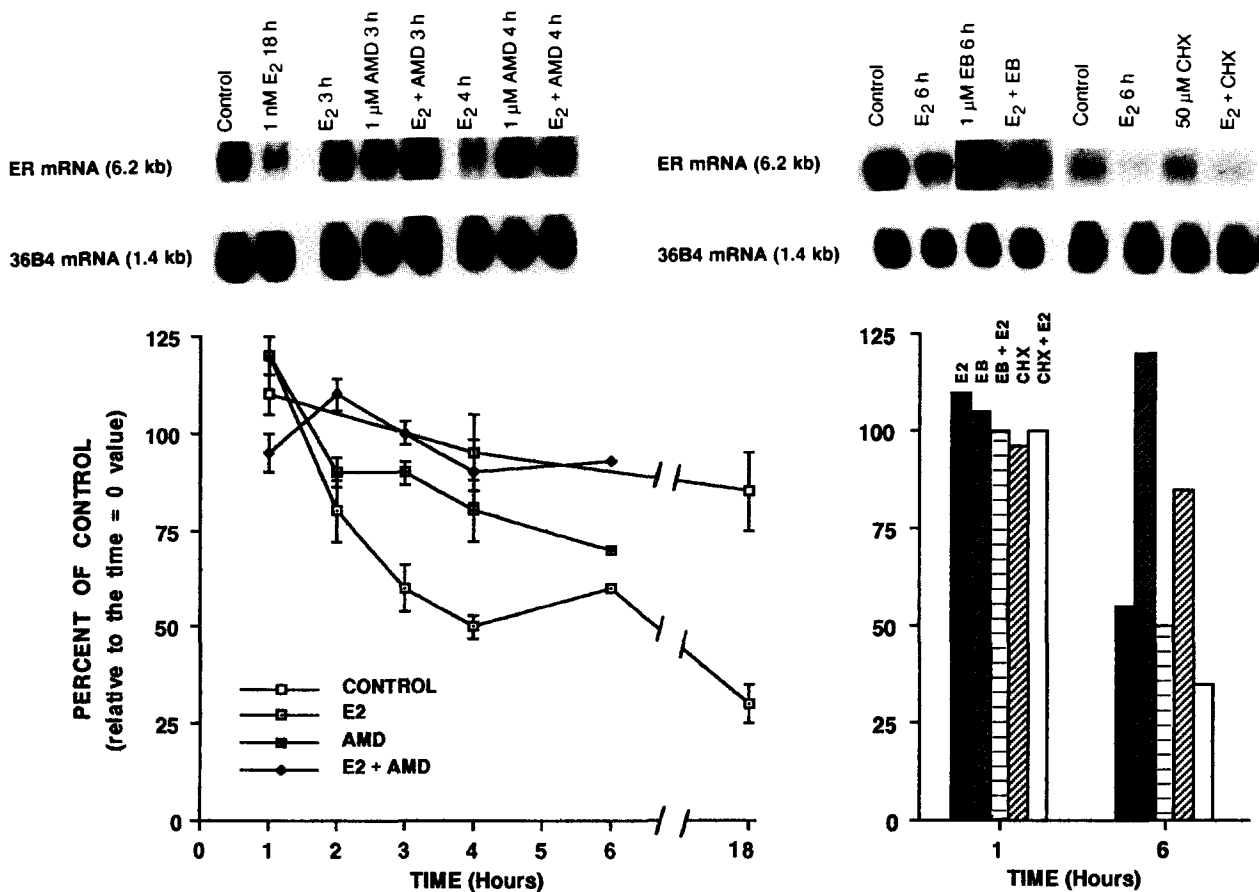 Control
1 nM E2 18 h
E2 3 h
1 µM AMD 3 h
E2 + AMD 3 h
E2 4 h
1 µM AMD 4 h
E2 + AMD 4 h
ER mRNA (6.2 kb)
36B4 mRNA (1.4 kb)
Control
E2 6 h
1 µM EB 6 h
E2 + EB
Control
E2 6 h
50 µM CHX
E2 + CHX
ER mRNA (6.2 kb)
36B4 mRNA (1.4 kb)
PERCENT OF CONTROL
(relative to the time = 0 value)
125
100
75
50
25
0
CONTROL
E2
AMD
E2 + AMD
0 1 2 3 4 5 6 18
TIME (Hours)
125
100
75
50
25
0
E2
EB
EB + E2
CHX
CHX + E2
1 6
TIME (Hours)